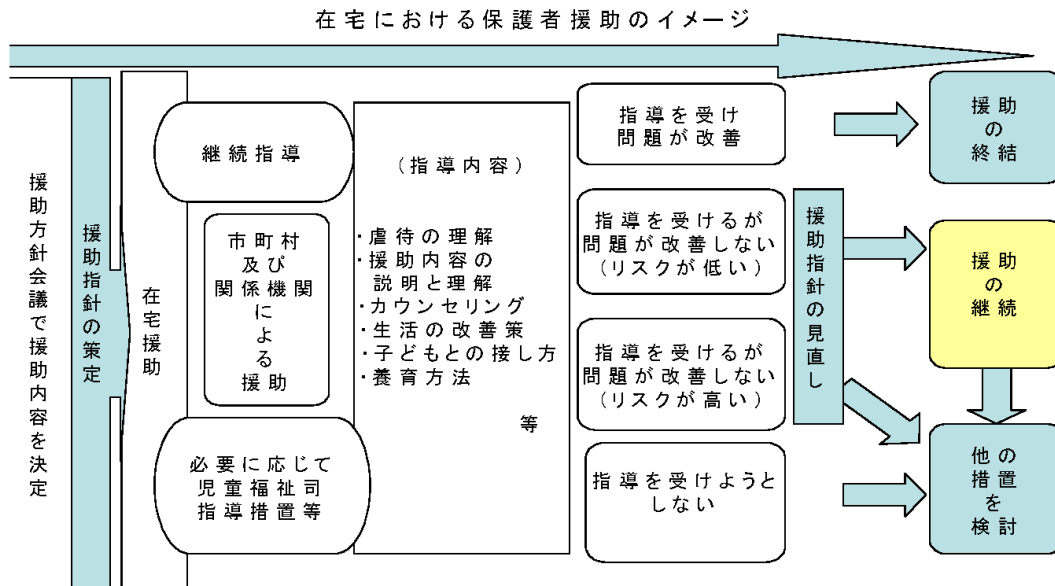 在宅における保護者援助のイメージ
援助方針会議で援助内容を決定
援助指針の策定
在宅援助
継続指導
市町村
及び
関係機関
による
援助
必要に応じて
児童福祉司
指導措置等
(指導内容)
・虐待の理解
・援助内容の
説明と理解
・カウンセリング
・生活の改善策
・子どもとの接し方
・養育方法
等
指導を受け
問題が改善
指導を受けるが
問題が改善しない
(リスクが低い)
指導を受けるが
問題が改善しない
(リスクが高い)
指導を受けようと
しない
援助指針の見直し
援助
の
終結
援助
の
継続
他の
措置
を
検討